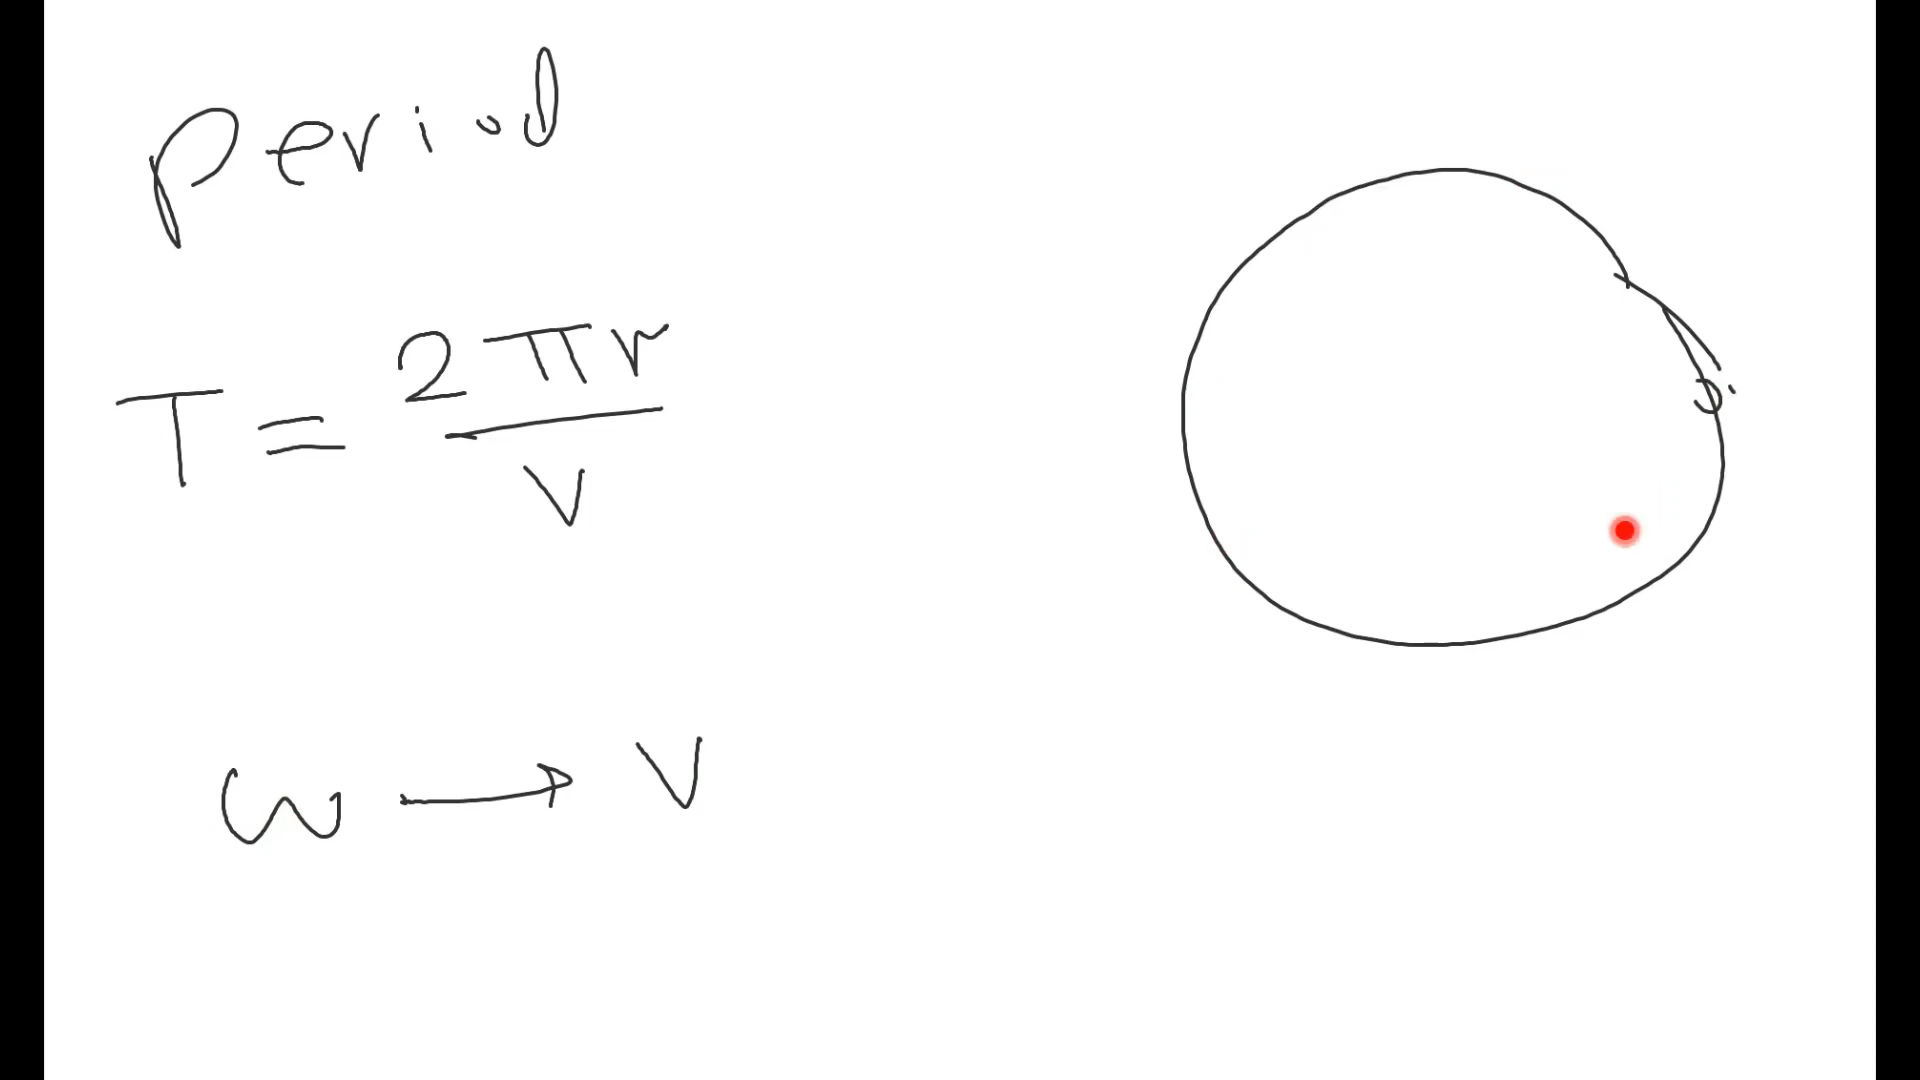 Period
T = 2πr / V
ω → V